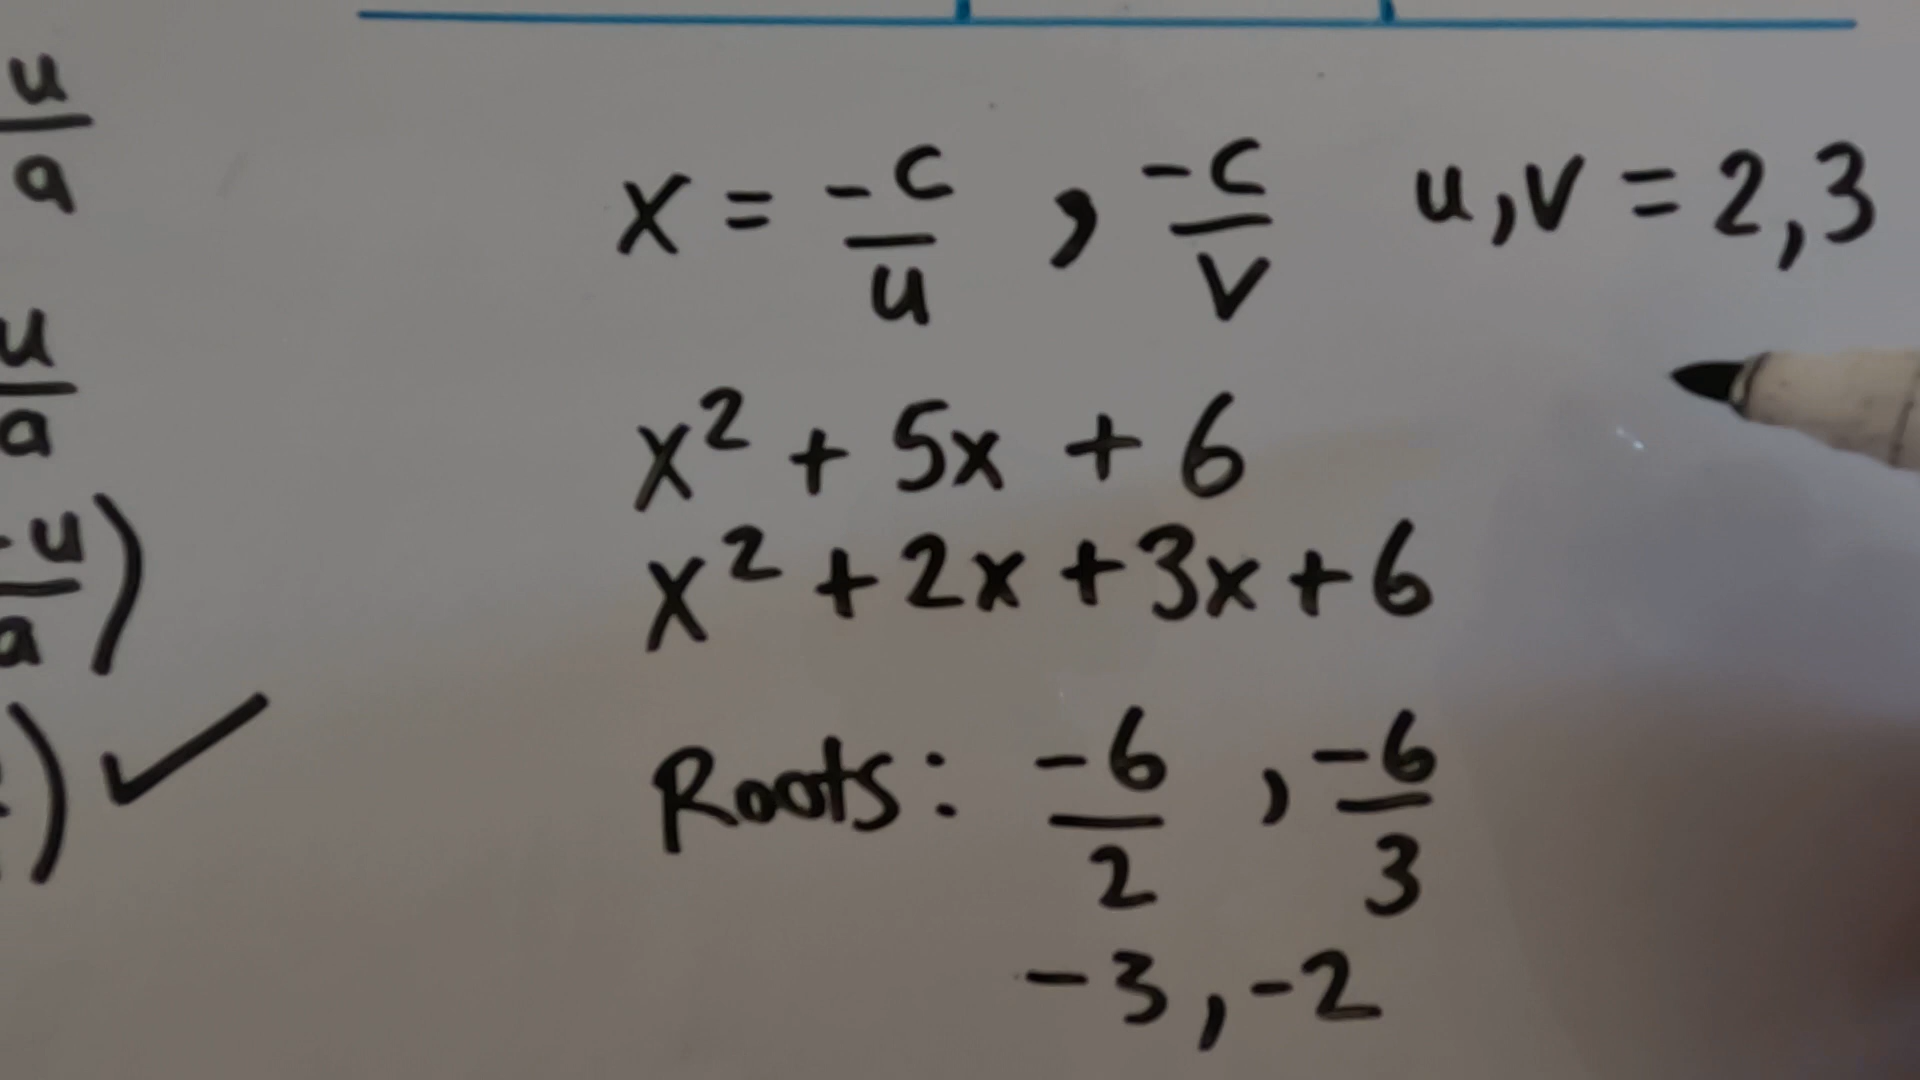 u/a
x = -c/u , -c/v u,v = 2,3
u/a
x² + 5x + 6
-u/a)
x² + 2x + 3x + 6
) ✓
Roots: -6/2 , -6/3
-3, -2